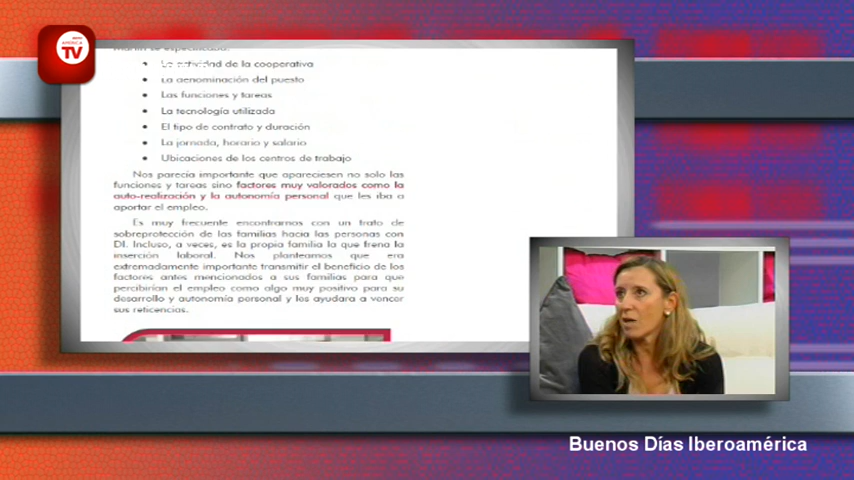 AMERICA
TV
Martín se especificaba:
• La actividad de la cooperativa
• La denominación del puesto
• Las funciones y tareas
• La tecnología utilizada
• El tipo de contrato y duración
• La jornada, horario y salario
• Ubicaciones de los centros de trabajo
Nos parecía importante que apareciesen no solo las
funciones y tareas sino factores muy valorados como la
auto-realización y la autonomía personal que les iba a
aportar el empleo.
Es muy frecuente encontrarnos con un trato de
sobreprotección de las familias hacia las personas con
DI. Incluso, a veces, es la propia familia la que frena la
inserción laboral. Nos planteamos que era
extremadamente importante transmitir el beneficio de los
factores antes mencionados a sus familias para que
percibirían el empleo como algo muy positivo para su
desarrollo y autonomía personal y les ayudara a vencer
sus reticencias.
Buenos Días Iberoamérica